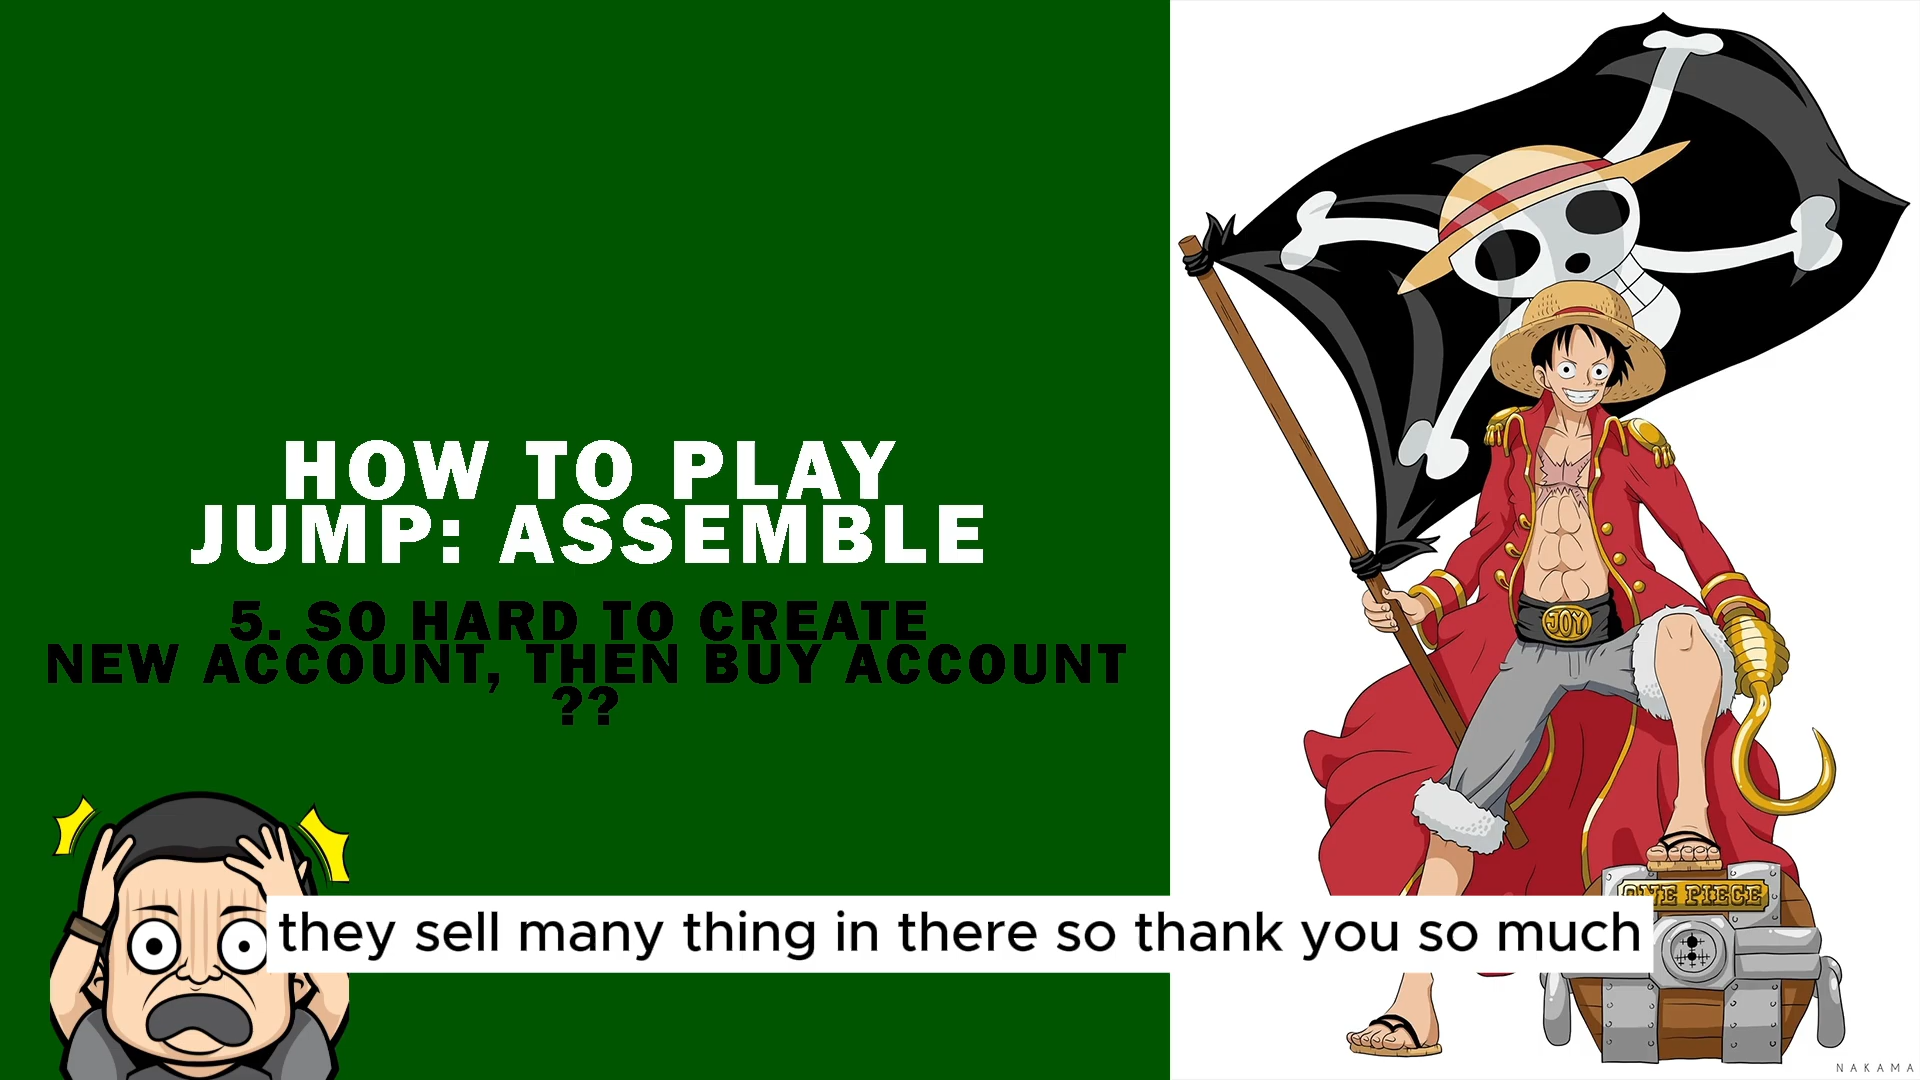 HOW TO PLAY
JUMP: ASSEMBLE
5. SO HARD TO CREATE
NEW ACCOUNT, THEN BUY ACCOUNT
??
JOY
ONE PIECE
they sell many thing in there so thank you so much
NAKAMA